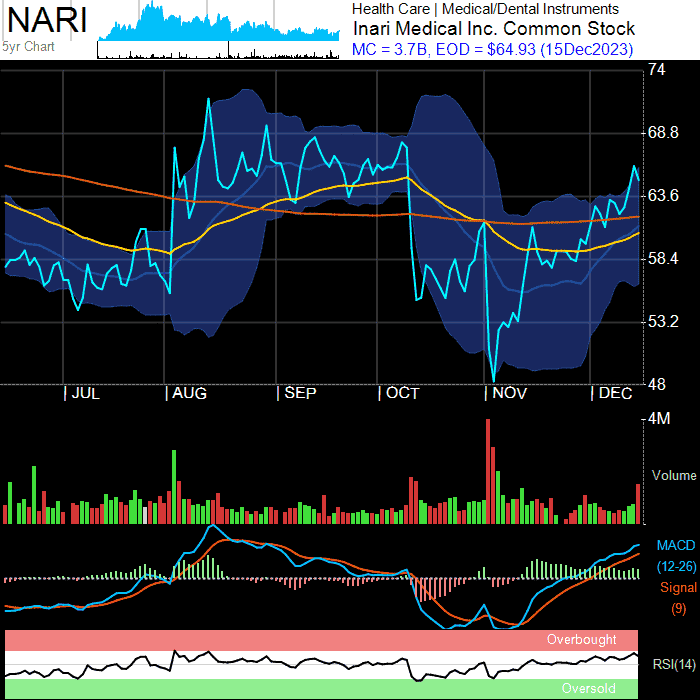 NARI
5yr Chart
Health Care | Medical/Dental Instruments
Inari Medical Inc. Common Stock
MC = 3.7B, EOD = $64.93 (15Dec2023)
74
68.8
63.6
58.4
53.2
48
| JUL | AUG | SEP | OCT | NOV | DEC
4M
Volume
MACD
(12-26)
Signal
(9)
Overbought
RSI(14)
Oversold